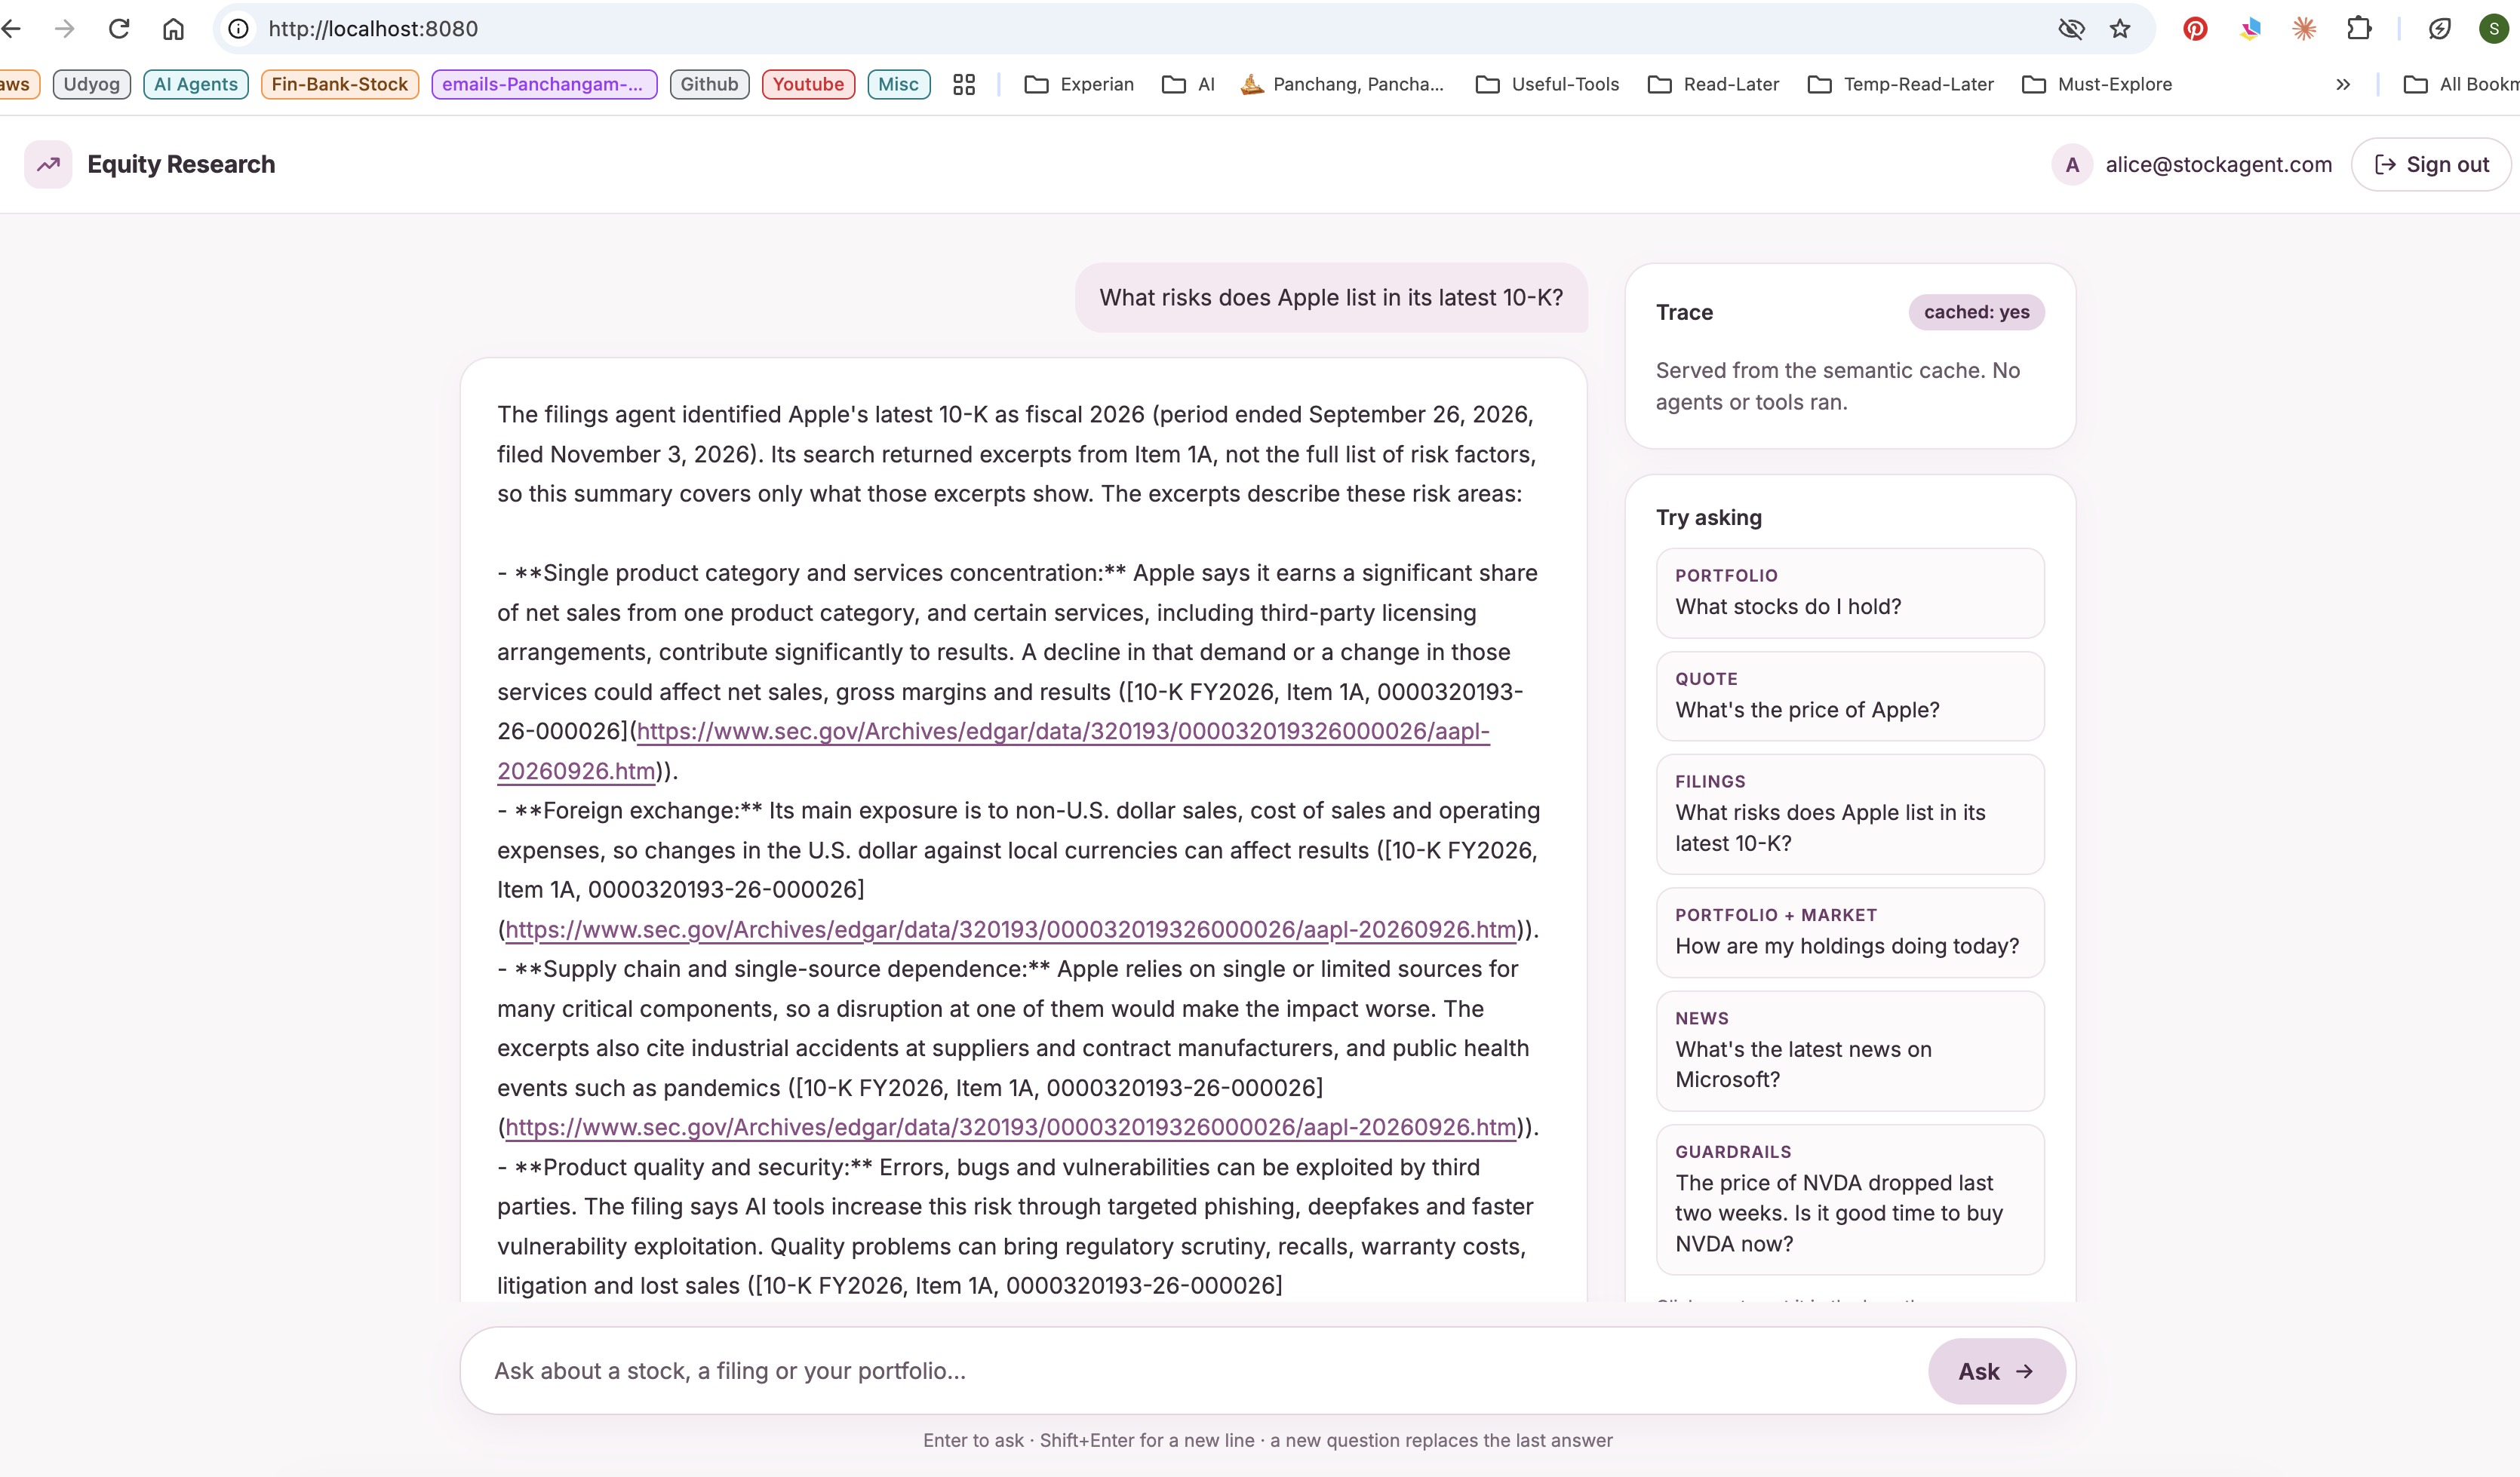 http://localhost:8080
aws Udyog AI Agents Fin-Bank-Stock emails-Panchangam-... Github Youtube Misc Experian AI Panchang, Pancha... Useful-Tools Read-Later Temp-Read-Later Must-Explore » All Bookm
S
Equity Research
A alice@stockagent.com Sign out
What risks does Apple list in its latest 10-K?
The filings agent identified Apple's latest 10-K as fiscal 2026 (period ended September 26, 2026,
filed November 3, 2026). Its search returned excerpts from Item 1A, not the full list of risk factors,
so this summary covers only what those excerpts show. The excerpts describe these risk areas:
- **Single product category and services concentration:** Apple says it earns a significant share
of net sales from one product category, and certain services, including third-party licensing
arrangements, contribute significantly to results. A decline in that demand or a change in those
services could affect net sales, gross margins and results ([10-K FY2026, Item 1A, 0000320193-
26-000026](https://www.sec.gov/Archives/edgar/data/320193/000032019326000026/aapl-
20260926.htm)).
- **Foreign exchange:** Its main exposure is to non-U.S. dollar sales, cost of sales and operating
expenses, so changes in the U.S. dollar against local currencies can affect results ([10-K FY2026,
Item 1A, 0000320193-26-000026]
(https://www.sec.gov/Archives/edgar/data/320193/000032019326000026/aapl-20260926.htm)).
- **Supply chain and single-source dependence:** Apple relies on single or limited sources for
many critical components, so a disruption at one of them would make the impact worse. The
excerpts also cite industrial accidents at suppliers and contract manufacturers, and public health
events such as pandemics ([10-K FY2026, Item 1A, 0000320193-26-000026]
(https://www.sec.gov/Archives/edgar/data/320193/000032019326000026/aapl-20260926.htm)).
- **Product quality and security:** Errors, bugs and vulnerabilities can be exploited by third
parties. The filing says AI tools increase this risk through targeted phishing, deepfakes and faster
vulnerability exploitation. Quality problems can bring regulatory scrutiny, recalls, warranty costs,
litigation and lost sales ([10-K FY2026, Item 1A, 0000320193-26-000026]
Trace
cached: yes
Served from the semantic cache. No
agents or tools ran.
Try asking
PORTFOLIO
What stocks do I hold?
QUOTE
What's the price of Apple?
FILINGS
What risks does Apple list in its
latest 10-K?
PORTFOLIO + MARKET
How are my holdings doing today?
NEWS
What's the latest news on
Microsoft?
GUARDRAILS
The price of NVDA dropped last
two weeks. Is it good time to buy
NVDA now?
Ask about a stock, a filing or your portfolio...
Ask →
Enter to ask · Shift+Enter for a new line · a new question replaces the last answer